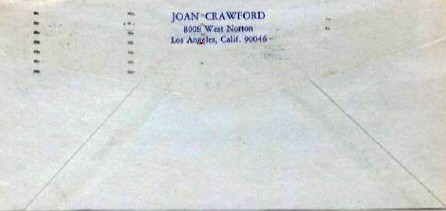 JOAN CRAWFORD
8008 West Norton
Los Angeles, Calif. 90046